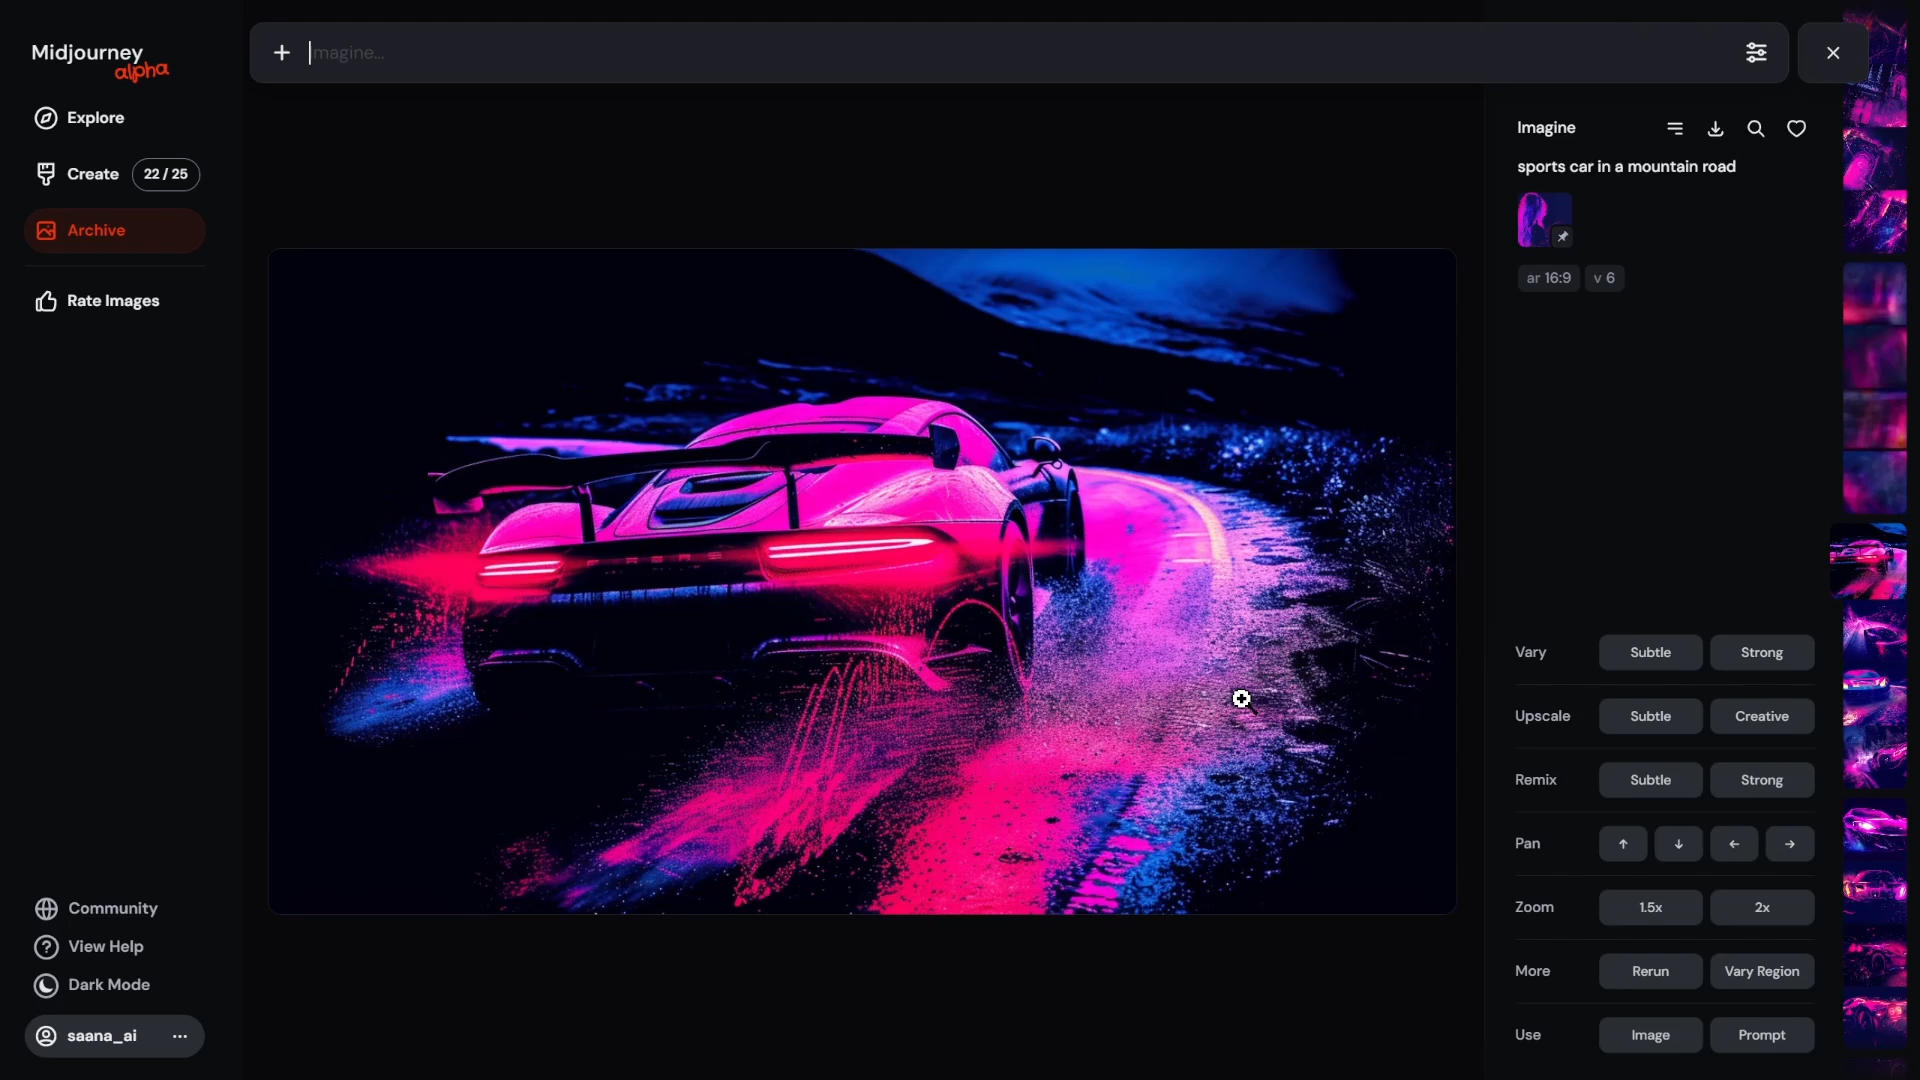 Midjourney
alpha
Imagine...
Explore
Create 22 / 25
Archive
Rate Images
Imagine
sports car in a mountain road
ar 16:9 v 6
Vary Subtle Strong
Upscale Subtle Creative
Remix Subtle Strong
Pan ↑ ↓ ← →
Zoom 1.5x 2x
More Rerun Vary Region
Use Image Prompt
Community
View Help
Dark Mode
saana_ai ...